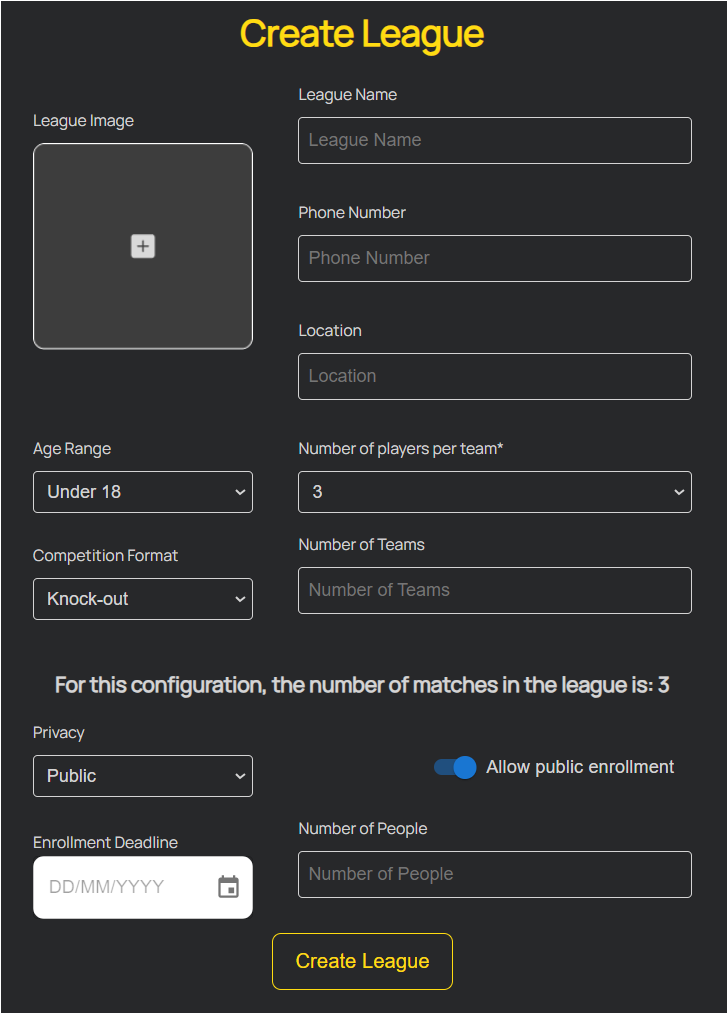 Create League
League Image
League Name
League Name
Phone Number
Phone Number
Location
Location
Age Range
Under 18
Number of players per team*
3
Competition Format
Knock-out
Number of Teams
Number of Teams
For this configuration, the number of matches in the league is: 3
Privacy
Public
Allow public enrollment
Enrollment Deadline
DD/MM/YYYY
Number of People
Number of People
Create League